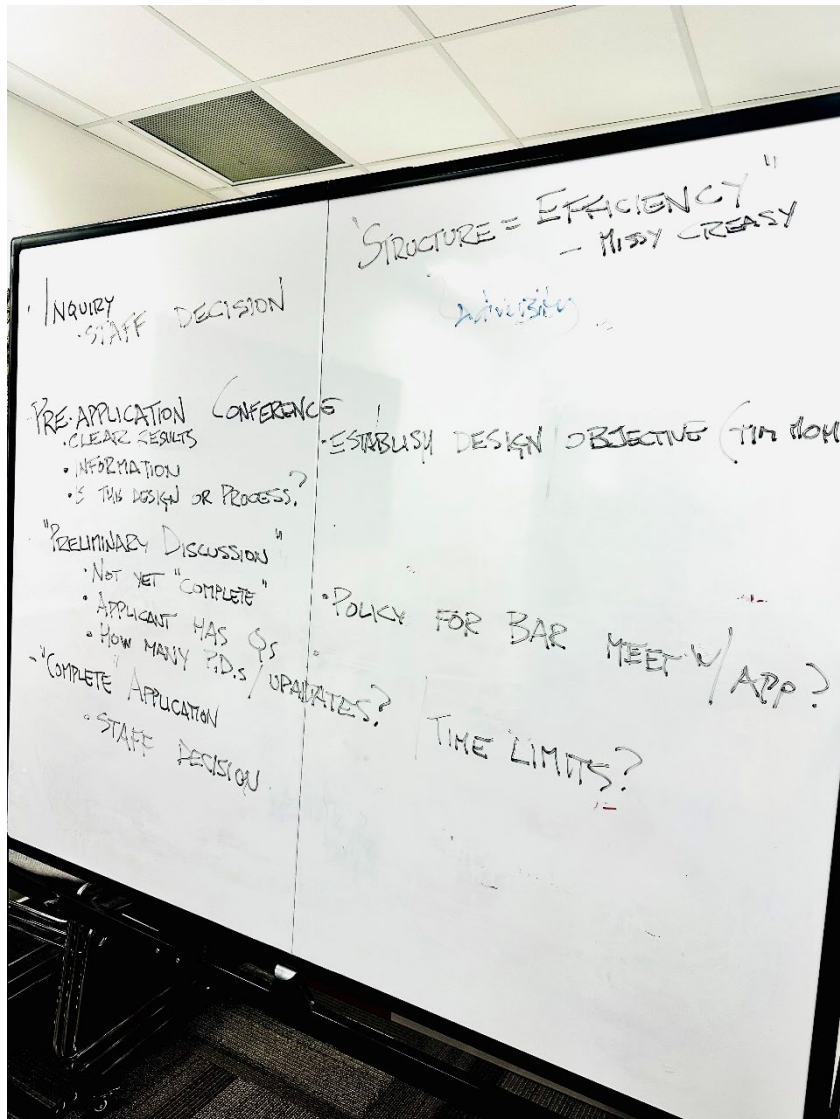 "STRUCTURE = EFFICIENCY"
- MISSY CREASY
· INQUIRY
· STAFF DECISION
PRE-APPLICATION CONFERENCE
· CLEAR RESULTS
· INFORMATION
· IS THIS DESIGN OR PROCESS?
· ESTABLISH DESIGN OBJECTIVE (TIM MOH
"PRELIMINARY DISCUSSION"
· NOT YET "COMPLETE"
· APPLICANT HAS QS
· HOW MANY P.D.s/UPDATES?
· POLICY FOR BAR MEET W/ APP?
- "COMPLETE" APPLICATION
· STAFF DECISION
TIME LIMITS?